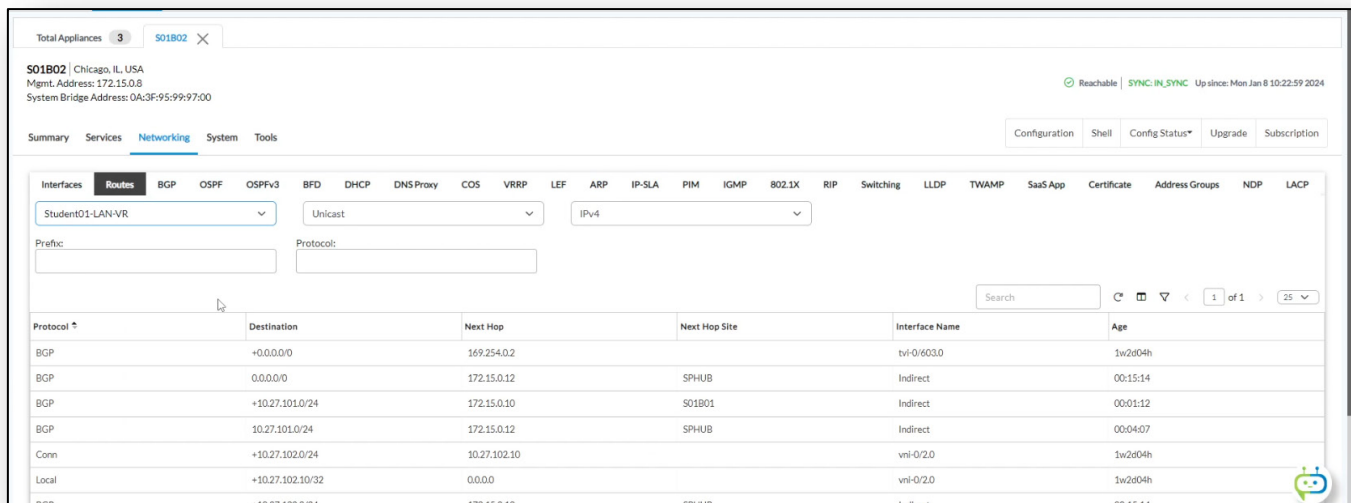 Total Appliances 3 S01B02
S01B02 | Chicago, IL, USA
Mgmt. Address: 172.15.0.8
System Bridge Address: 0A:3F:95:99:97:00
Reachable SYNC: IN_SYNC Up since: Mon Jan 8 10:22:59 2024
Summary Services Networking System Tools
Configuration Shell Config Status Upgrade Subscription
Interfaces Routes BGP OSPF OSPFv3 BFD DHCP DNS Proxy COS VRRP LEF ARP IP-SLA PIM IGMP 802.1X RIP Switching LLDP TWAMP SaaS App Certificate Address Groups NDP LACP
Student01-LAN-VR Unicast IPv4
Prefix: Protocol:
Search 1 of 1 25
Protocol Destination Next Hop Next Hop Site Interface Name Age
BGP +0.0.0.0/0 169.254.0.2 tvi-0/603.0 1w2d04h
BGP 0.0.0.0/0 172.15.0.12 SPHUB Indirect 00:15:14
BGP +10.27.101.0/24 172.15.0.10 S01B01 Indirect 00:01:12
BGP 10.27.101.0/24 172.15.0.12 SPHUB Indirect 00:04:07
Conn +10.27.102.0/24 10.27.102.10 vni-0/2.0 1w2d04h
Local +10.27.102.10/32 0.0.0.0 vni-0/2.0 1w2d04h